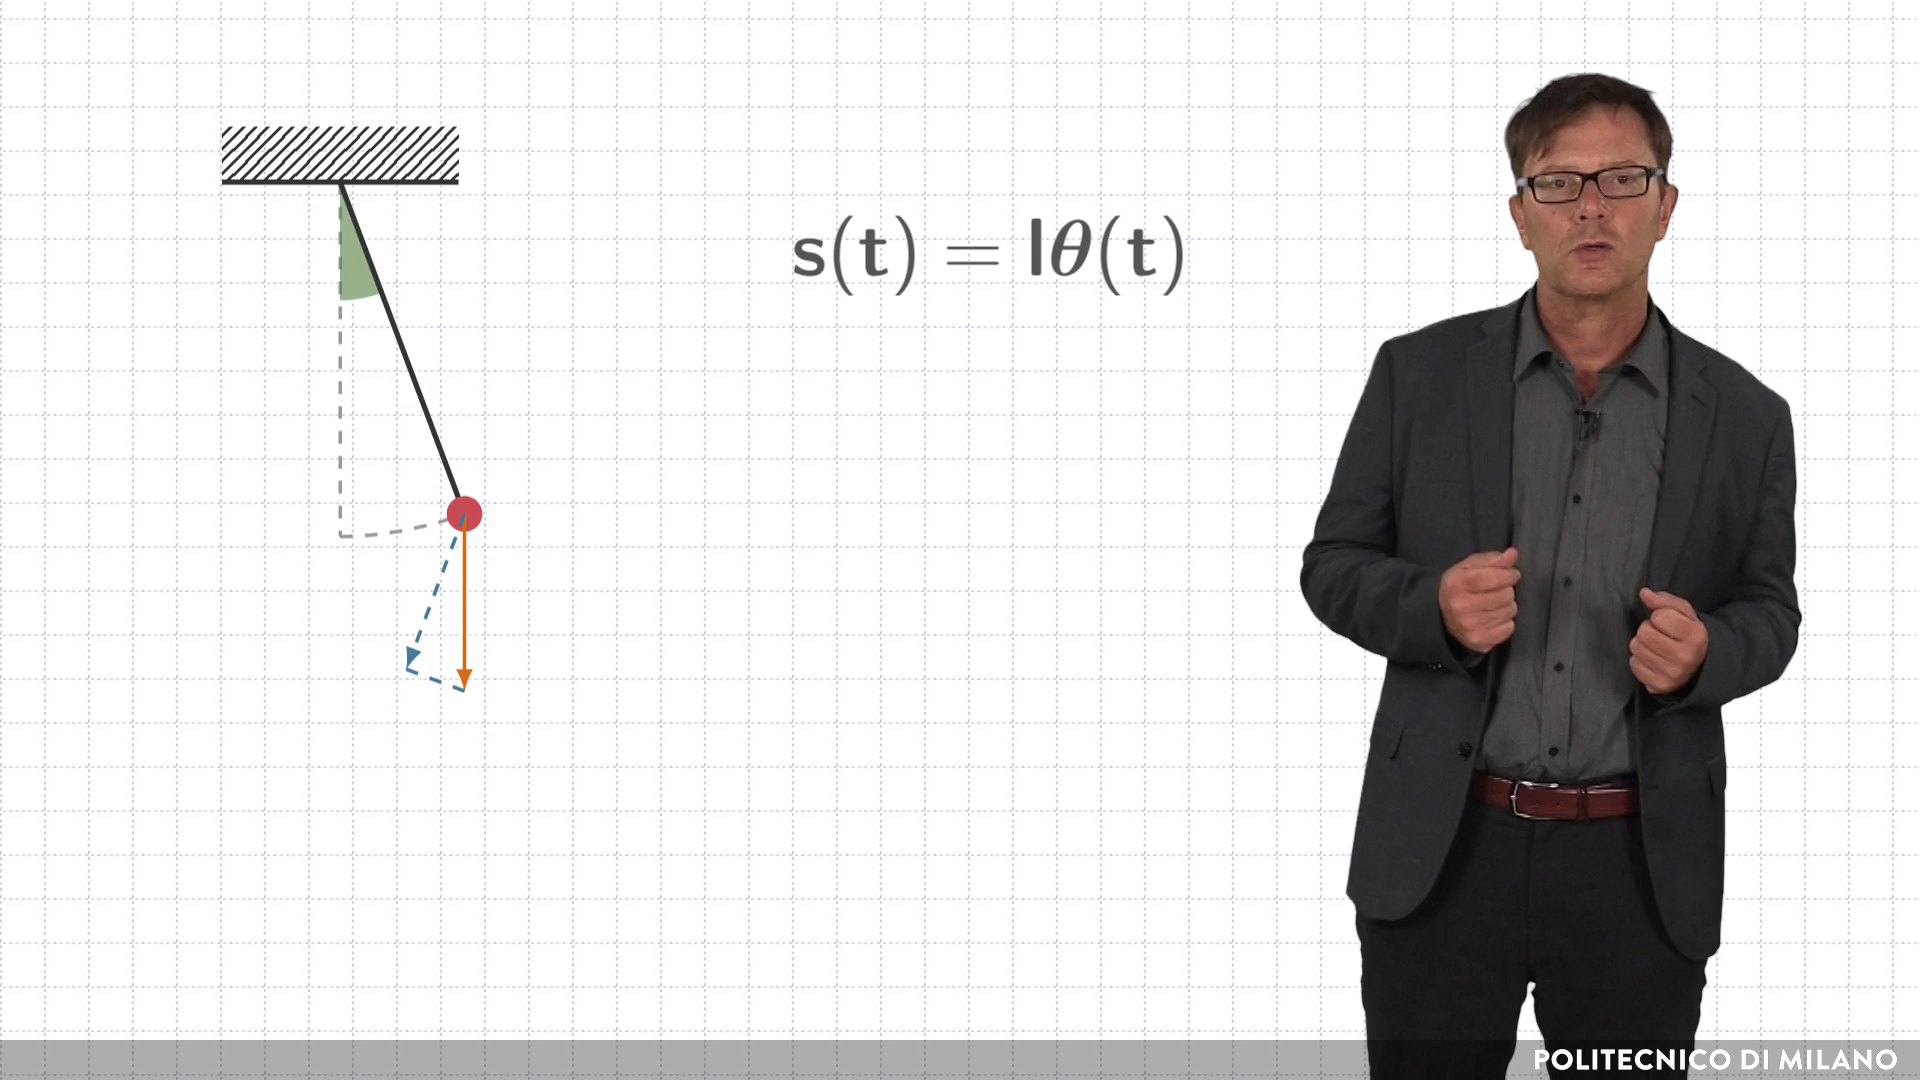 s(t) = lθ(t)
POLITECNICO DI MILANO